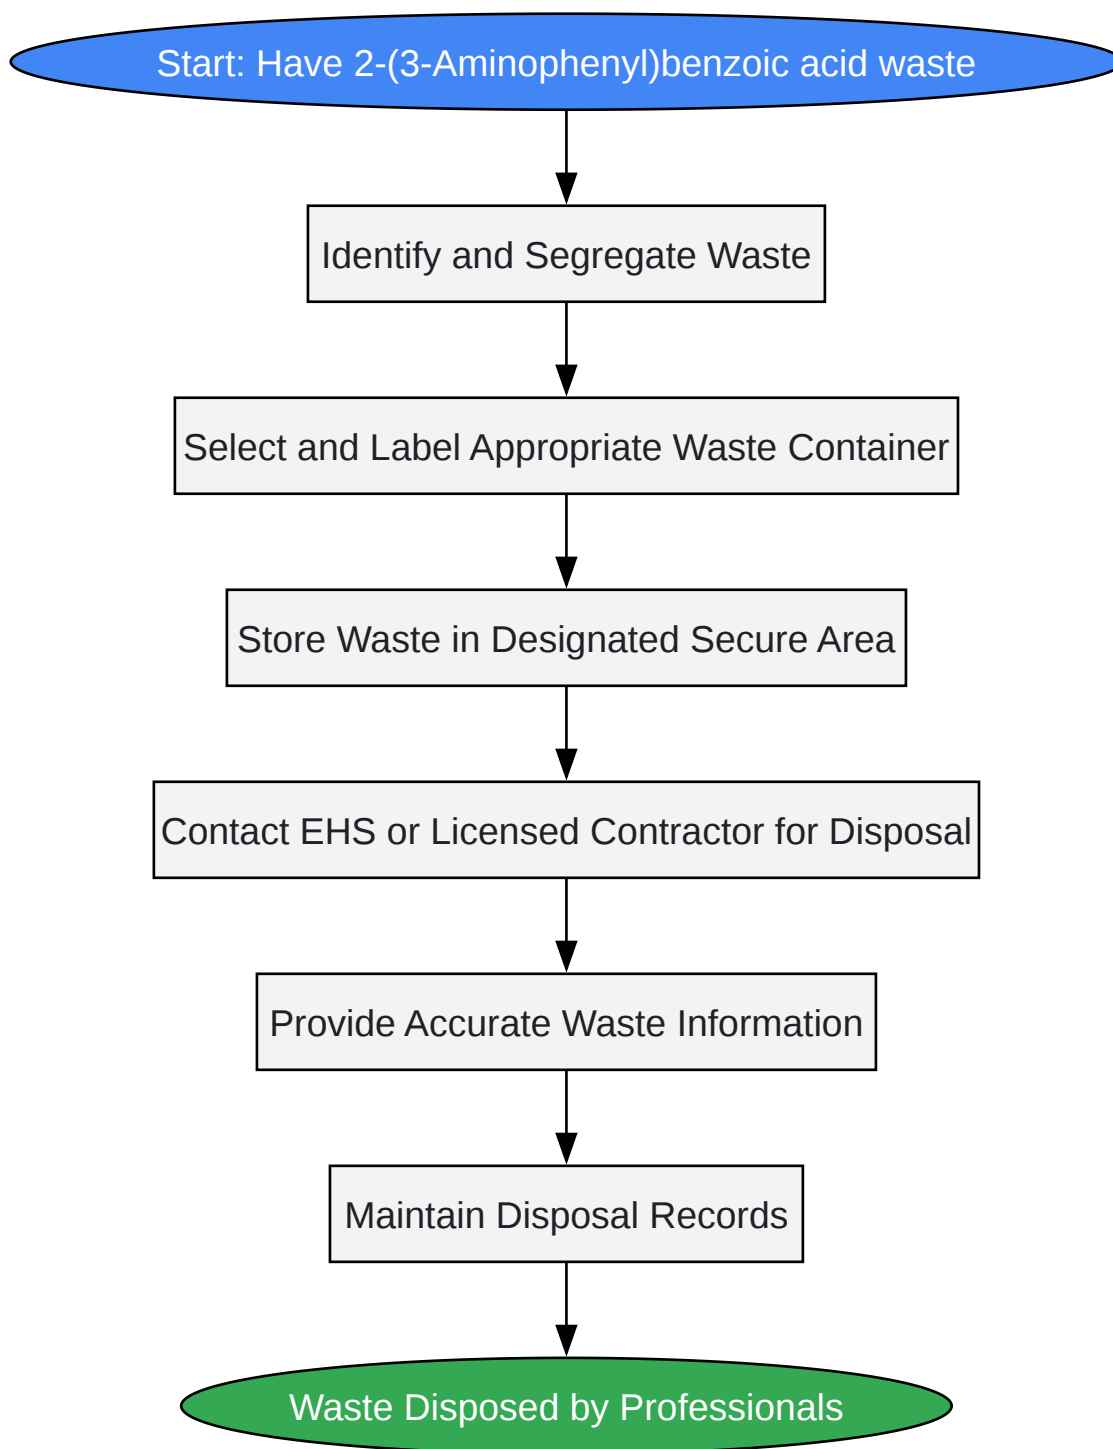 Start: Have 2-(3-Aminophenyl)benzoic acid waste
Identify and Segregate Waste
Select and Label Appropriate Waste Container
Store Waste in Designated Secure Area
Contact EHS or Licensed Contractor for Disposal
Provide Accurate Waste Information
Maintain Disposal Records
Waste Disposed by Professionals